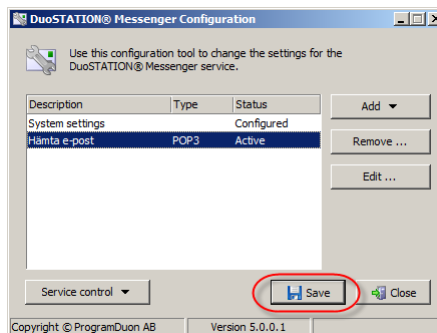 DuoSTATION® Messenger Configuration
Use this configuration tool to change the settings for the
DuoSTATION® Messenger service.
Description Type Status
System settings Configured
Hämta e-post POP3 Active
Add
Remove ...
Edit ...
Service control Save Close
Copyright © ProgramDuon AB Version 5.0.0.1